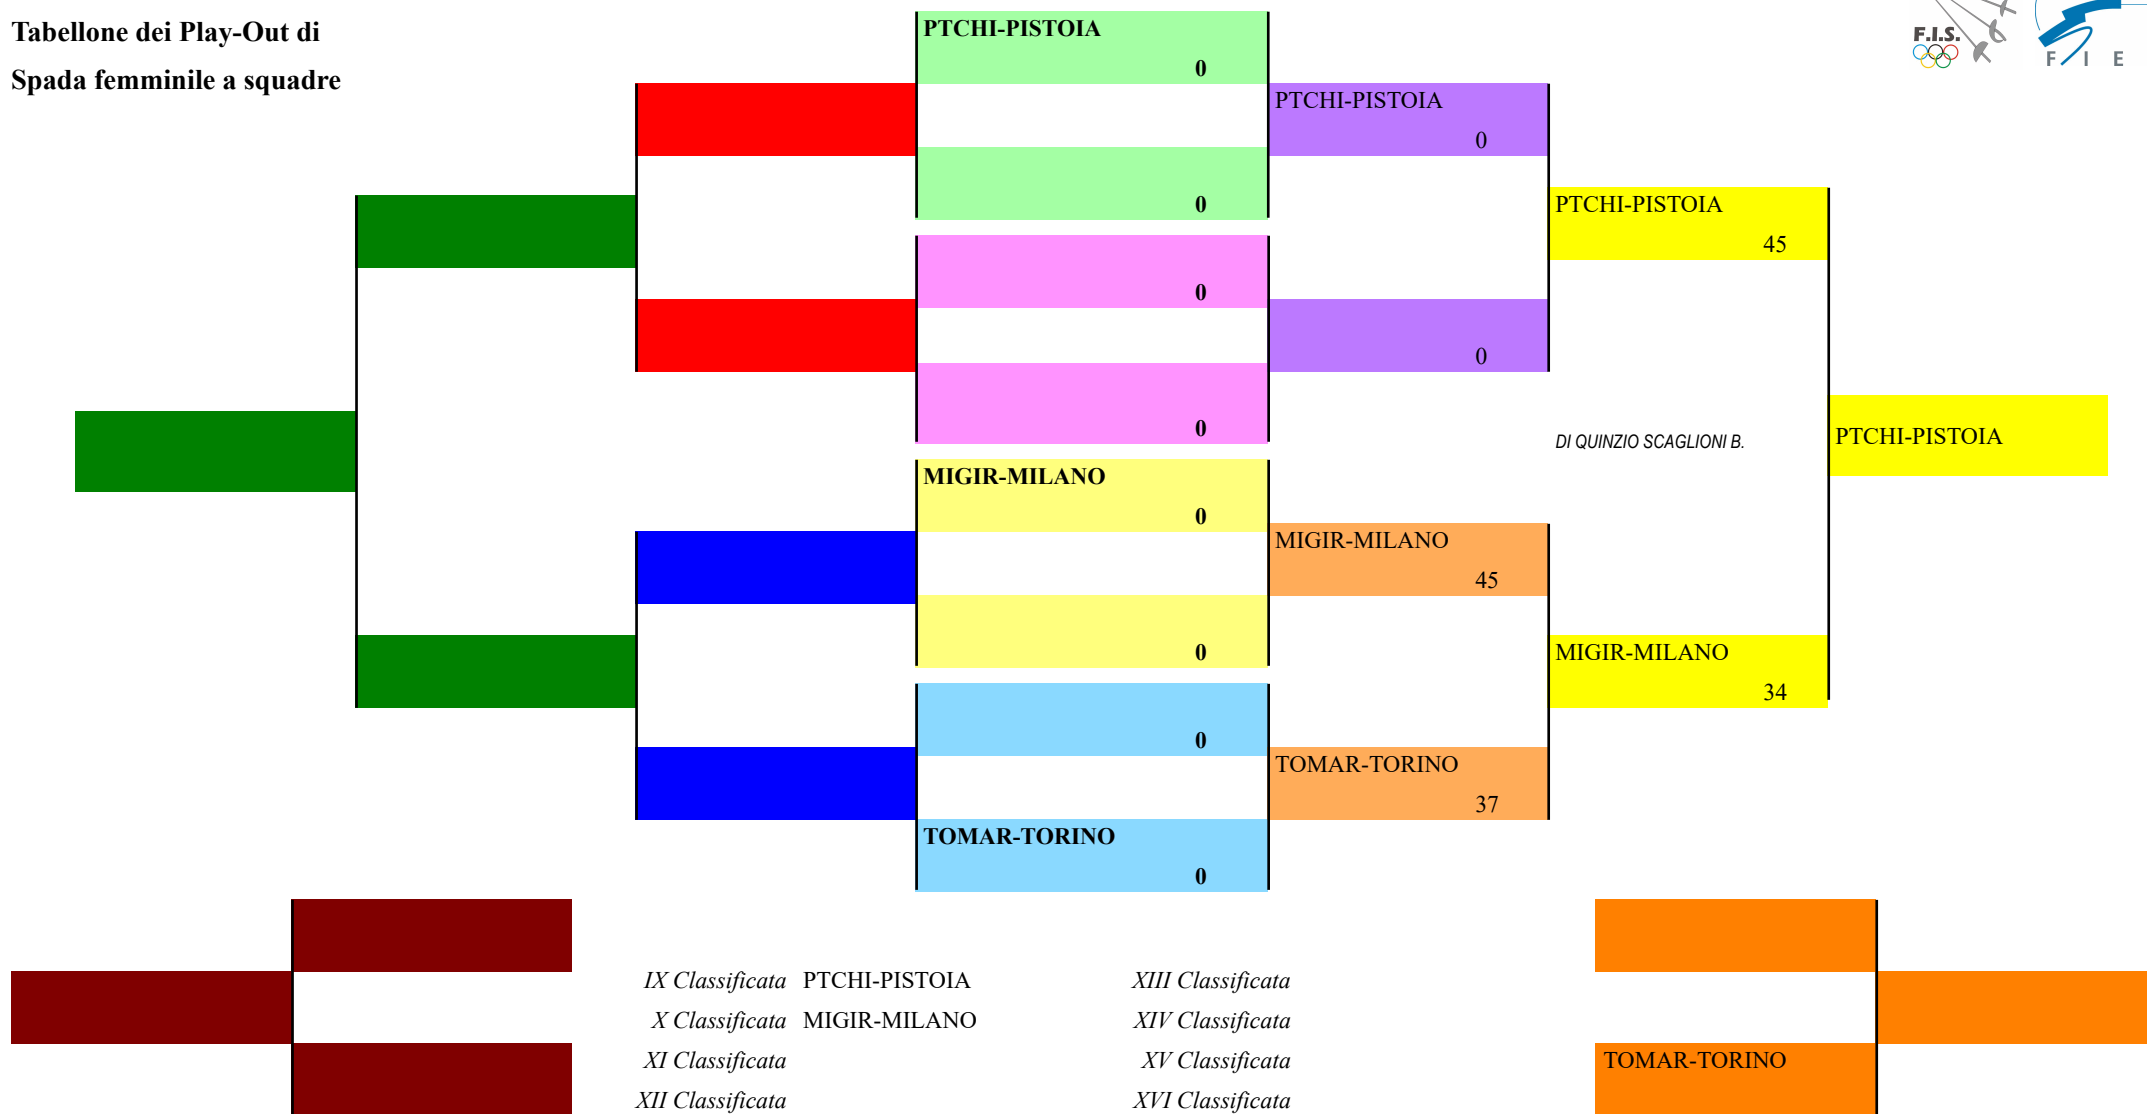 Tabellone dei Play-Out di
Spada femminile a squadre
F.I.S.
F I E
PTCHI-PISTOIA
0
0
0
0
MIGIR-MILANO
0
0
0
TOMAR-TORINO
0
PTCHI-PISTOIA
0
0
MIGIR-MILANO
45
TOMAR-TORINO
37
PTCHI-PISTOIA
45
DI QUINZIO SCAGLIONI B.
MIGIR-MILANO
34
PTCHI-PISTOIA
IX Classificata PTCHI-PISTOIA
X Classificata MIGIR-MILANO
XI Classificata
XII Classificata
XIII Classificata
XIV Classificata
XV Classificata
XVI Classificata
TOMAR-TORINO